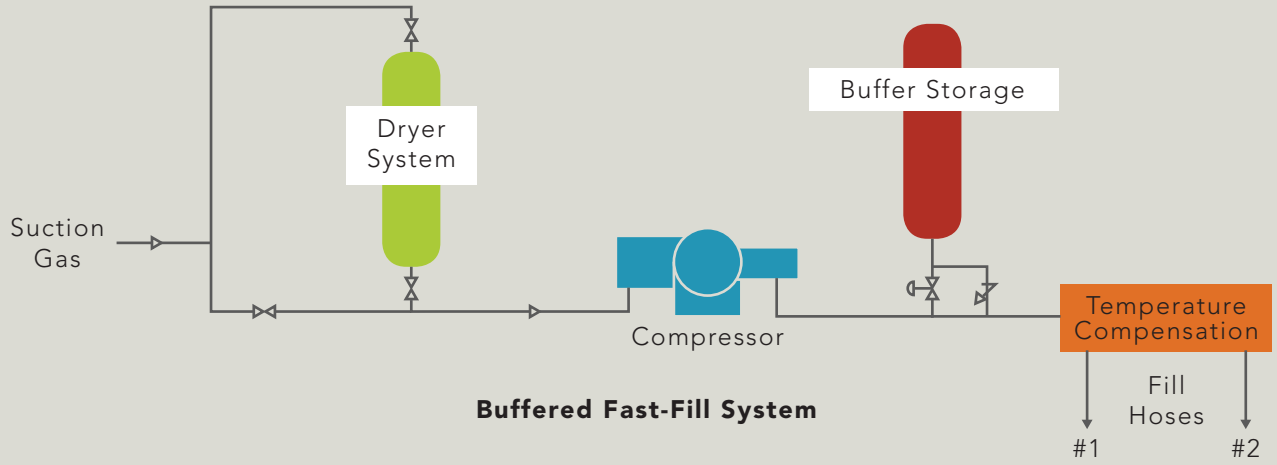 Suction
Gas
Dryer
System
Buffer Storage
Compressor
Temperature
Compensation
Fill
Hoses
#1
#2
Buffered Fast-Fill System